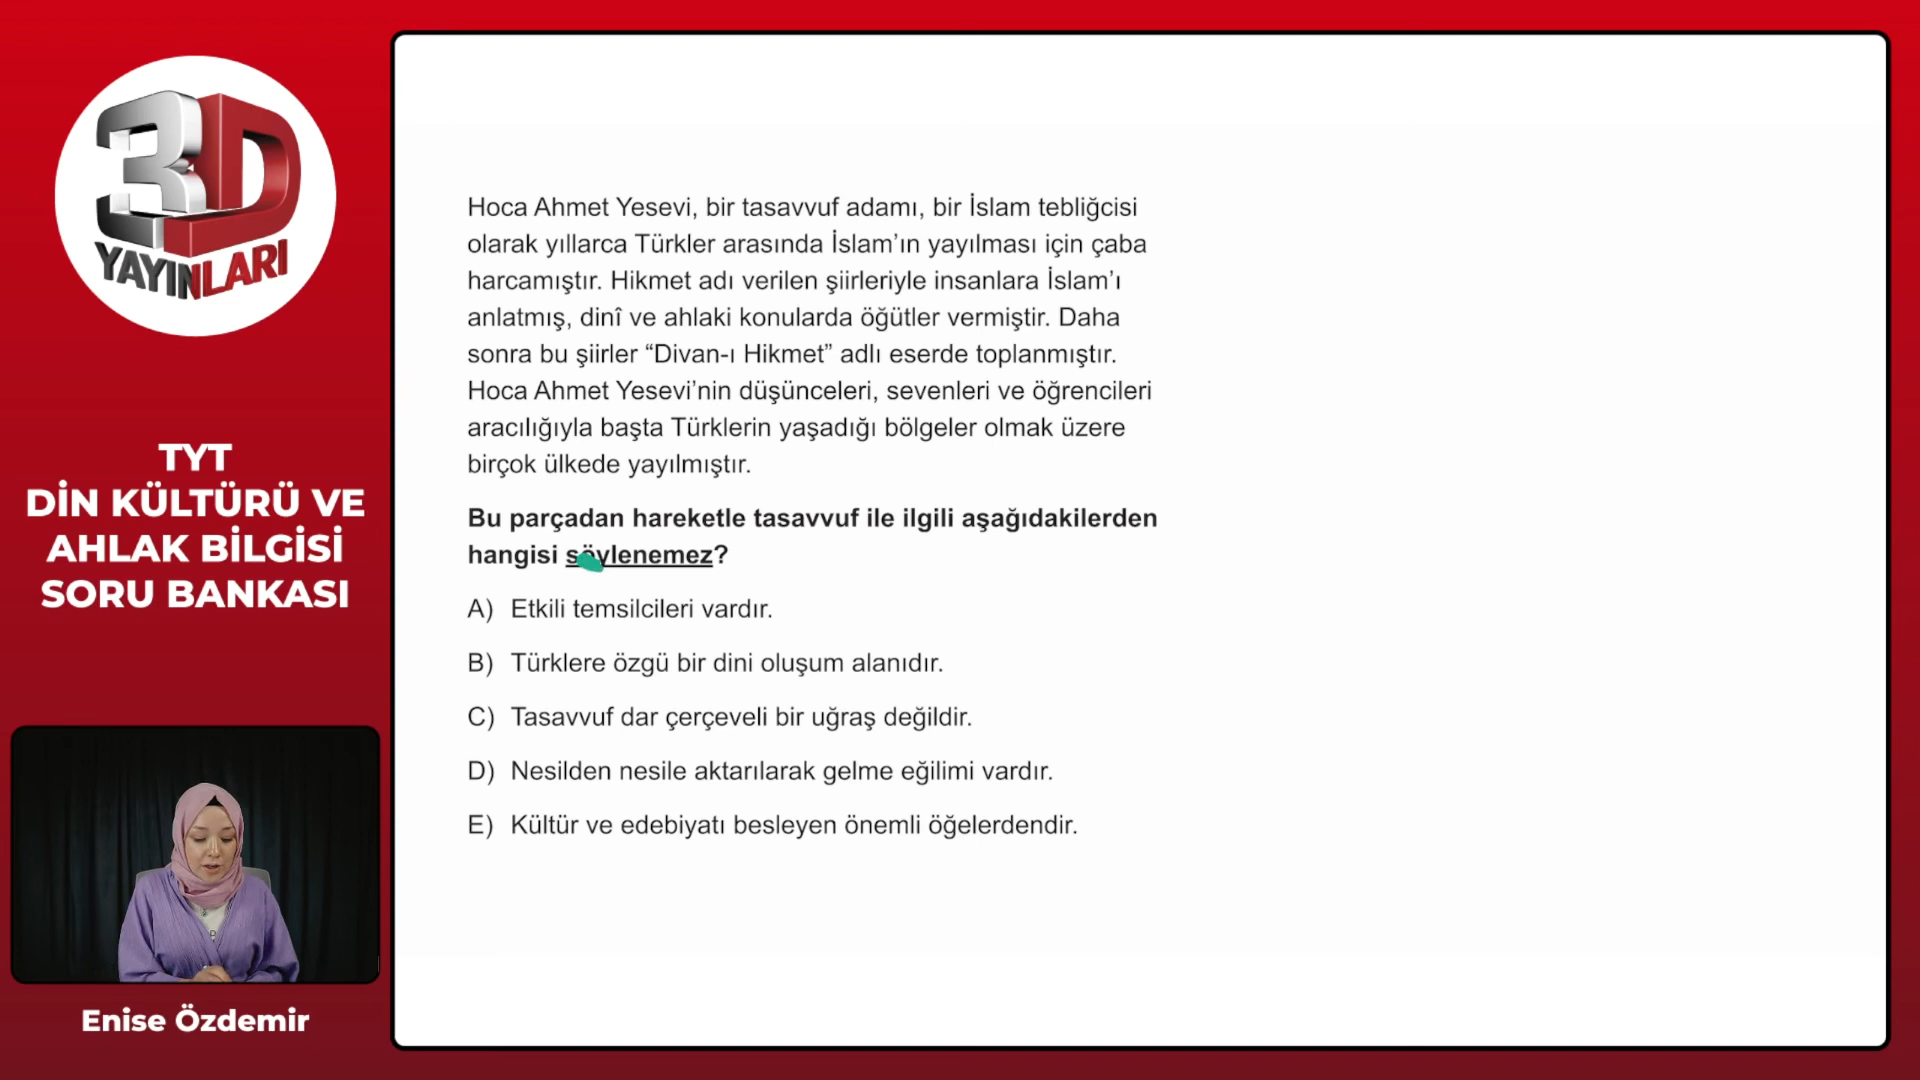 3D
YAYINLARI
TYT
DİN KÜLTÜRÜ VE
AHLAK BİLGİSİ
SORU BANKASI
Enise Özdemir
Hoca Ahmet Yesevi, bir tasavvuf adamı, bir İslam tebliğcisi
olarak yıllarca Türkler arasında İslam’ın yayılması için çaba
harcamıştır. Hikmet adı verilen şiirleriyle insanlara İslam’ı
anlatmış, dinî ve ahlaki konularda öğütler vermiştir. Daha
sonra bu şiirler “Divan-ı Hikmet” adlı eserde toplanmıştır.
Hoca Ahmet Yesevi’nin düşünceleri, sevenleri ve öğrencileri
aracılığıyla başta Türklerin yaşadığı bölgeler olmak üzere
birçok ülkede yayılmıştır.
Bu parçadan hareketle tasavvuf ile ilgili aşağıdakilerden
hangisi söylenemez?
A) Etkili temsilcileri vardır.
B) Türklere özgü bir dini oluşum alanıdır.
C) Tasavvuf dar çerçeveli bir uğraş değildir.
D) Nesilden nesile aktarılarak gelme eğilimi vardır.
E) Kültür ve edebiyatı besleyen önemli öğelerdendir.